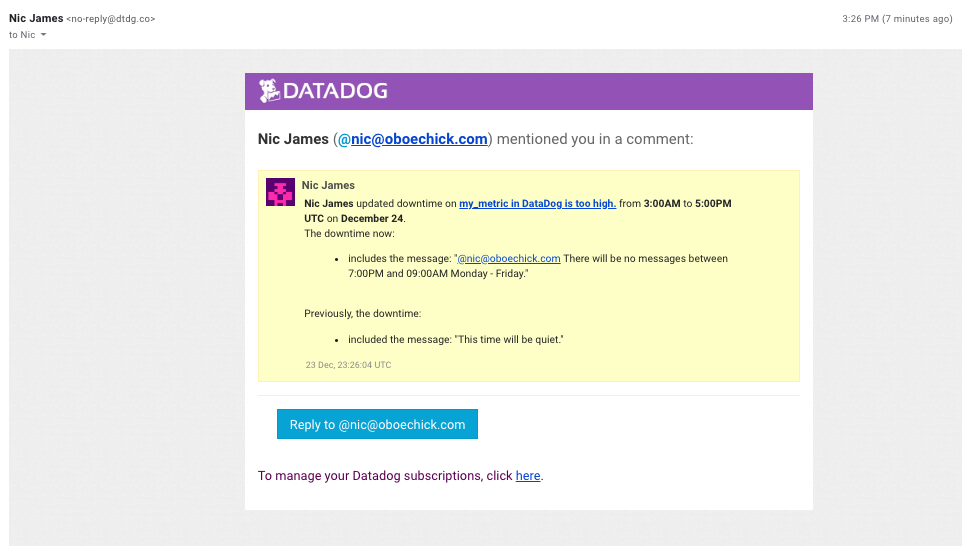 Nic James <no-reply@dtdg.co>
3:26 PM (7 minutes ago)
to Nic
DATADOG
Nic James (@nic@oboechick.com) mentioned you in a comment:
Nic James
Nic James updated downtime on my_metric in DataDog is too high. from 3:00AM to 5:00PM
UTC on December 24.
The downtime now:
• includes the message: "@nic@oboechick.com There will be no messages between
7:00PM and 09:00AM Monday - Friday."
Previously, the downtime:
• included the message: "This time will be quiet."
23 Dec, 23:26:04 UTC
Reply to @nic@oboechick.com
To manage your Datadog subscriptions, click here.